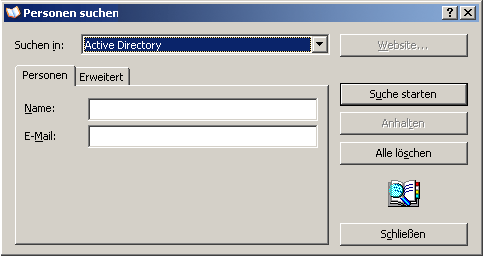 Personen suchen
Suchen in: Active Directory
Website...
Personen Erweitert
Name:
E-Mail:
Suche starten
Anhalten
Alle löschen
Schließen